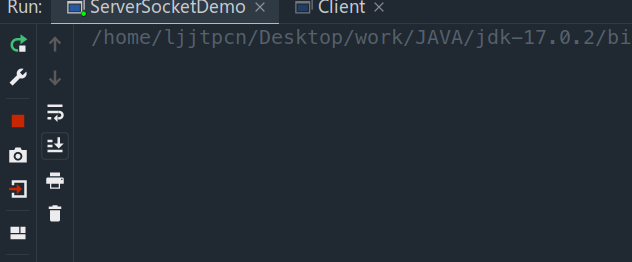 Run: ServerSocketDemo × Client ×
/home/ljjtpcn/Desktop/work/JAVA/jdk-17.0.2/bi